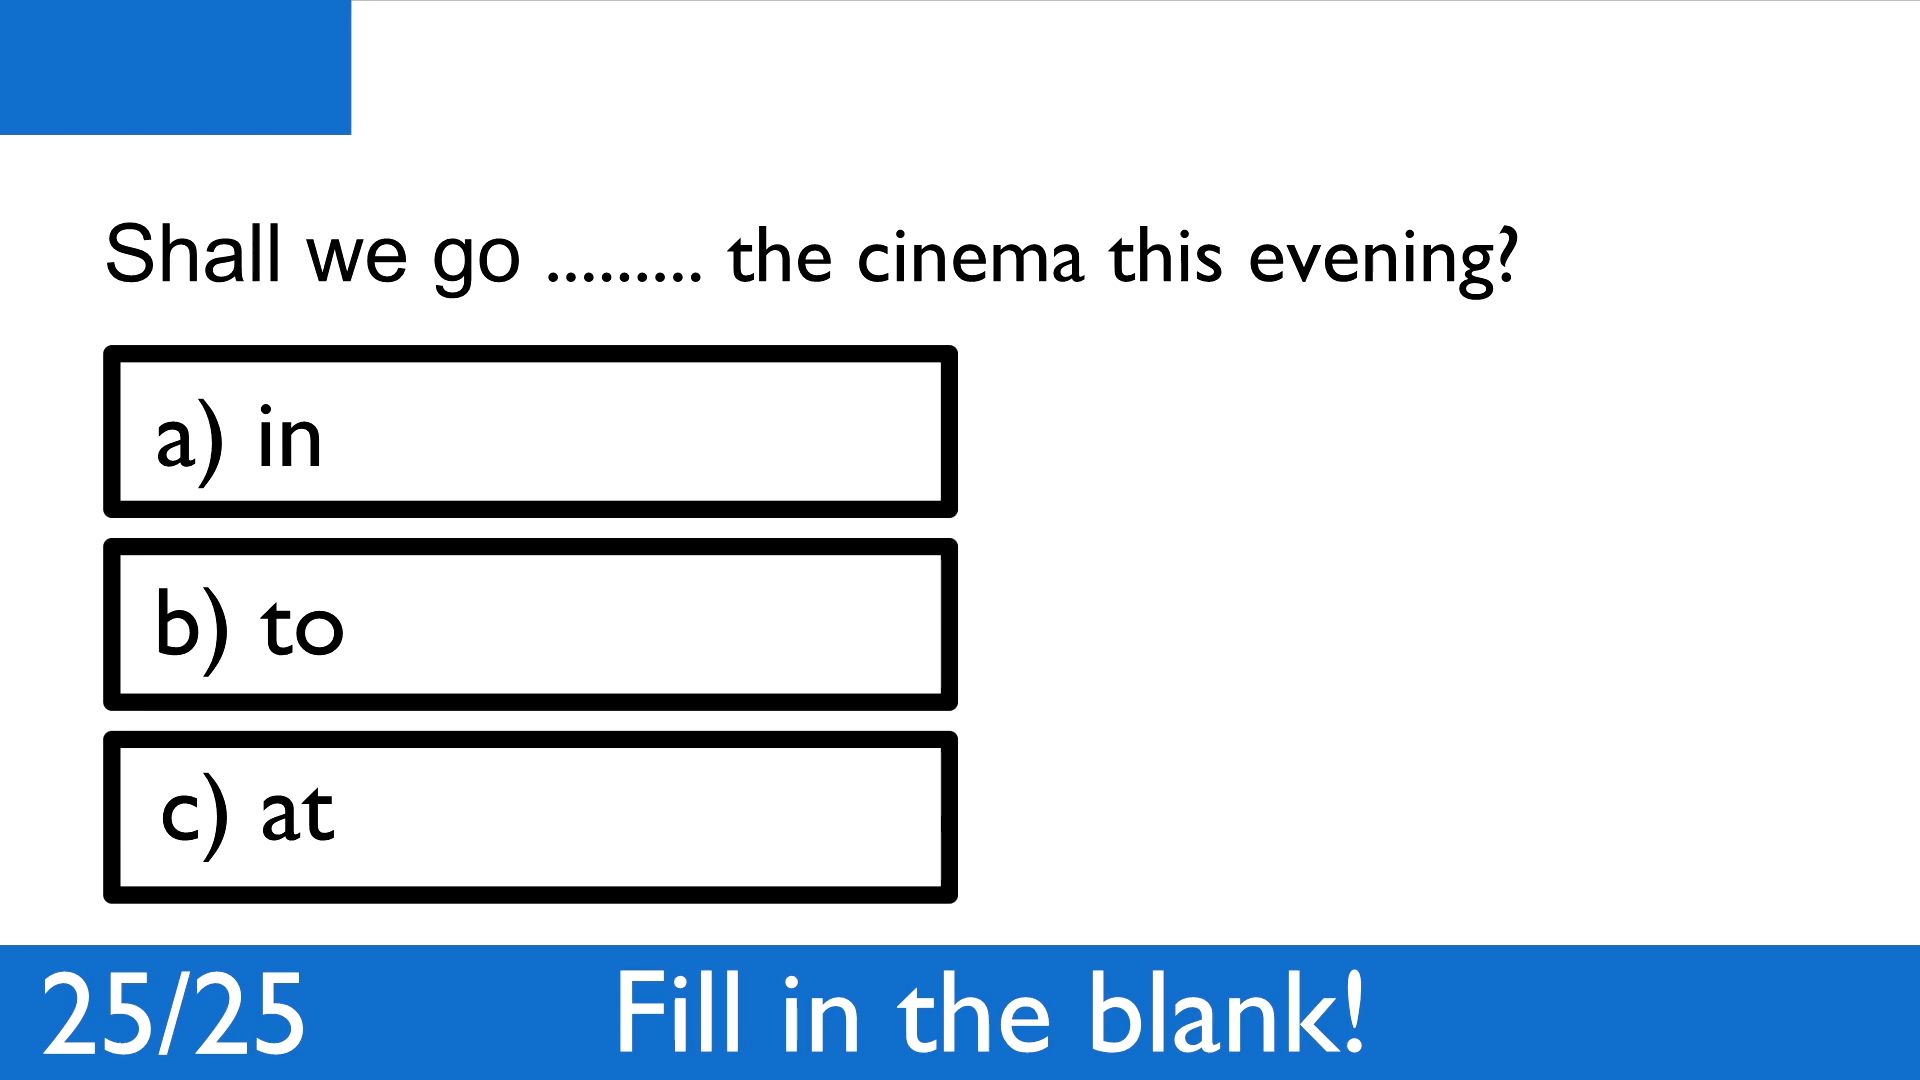 Shall we go ......... the cinema this evening?
a) in
b) to
c) at
25/25
Fill in the blank!